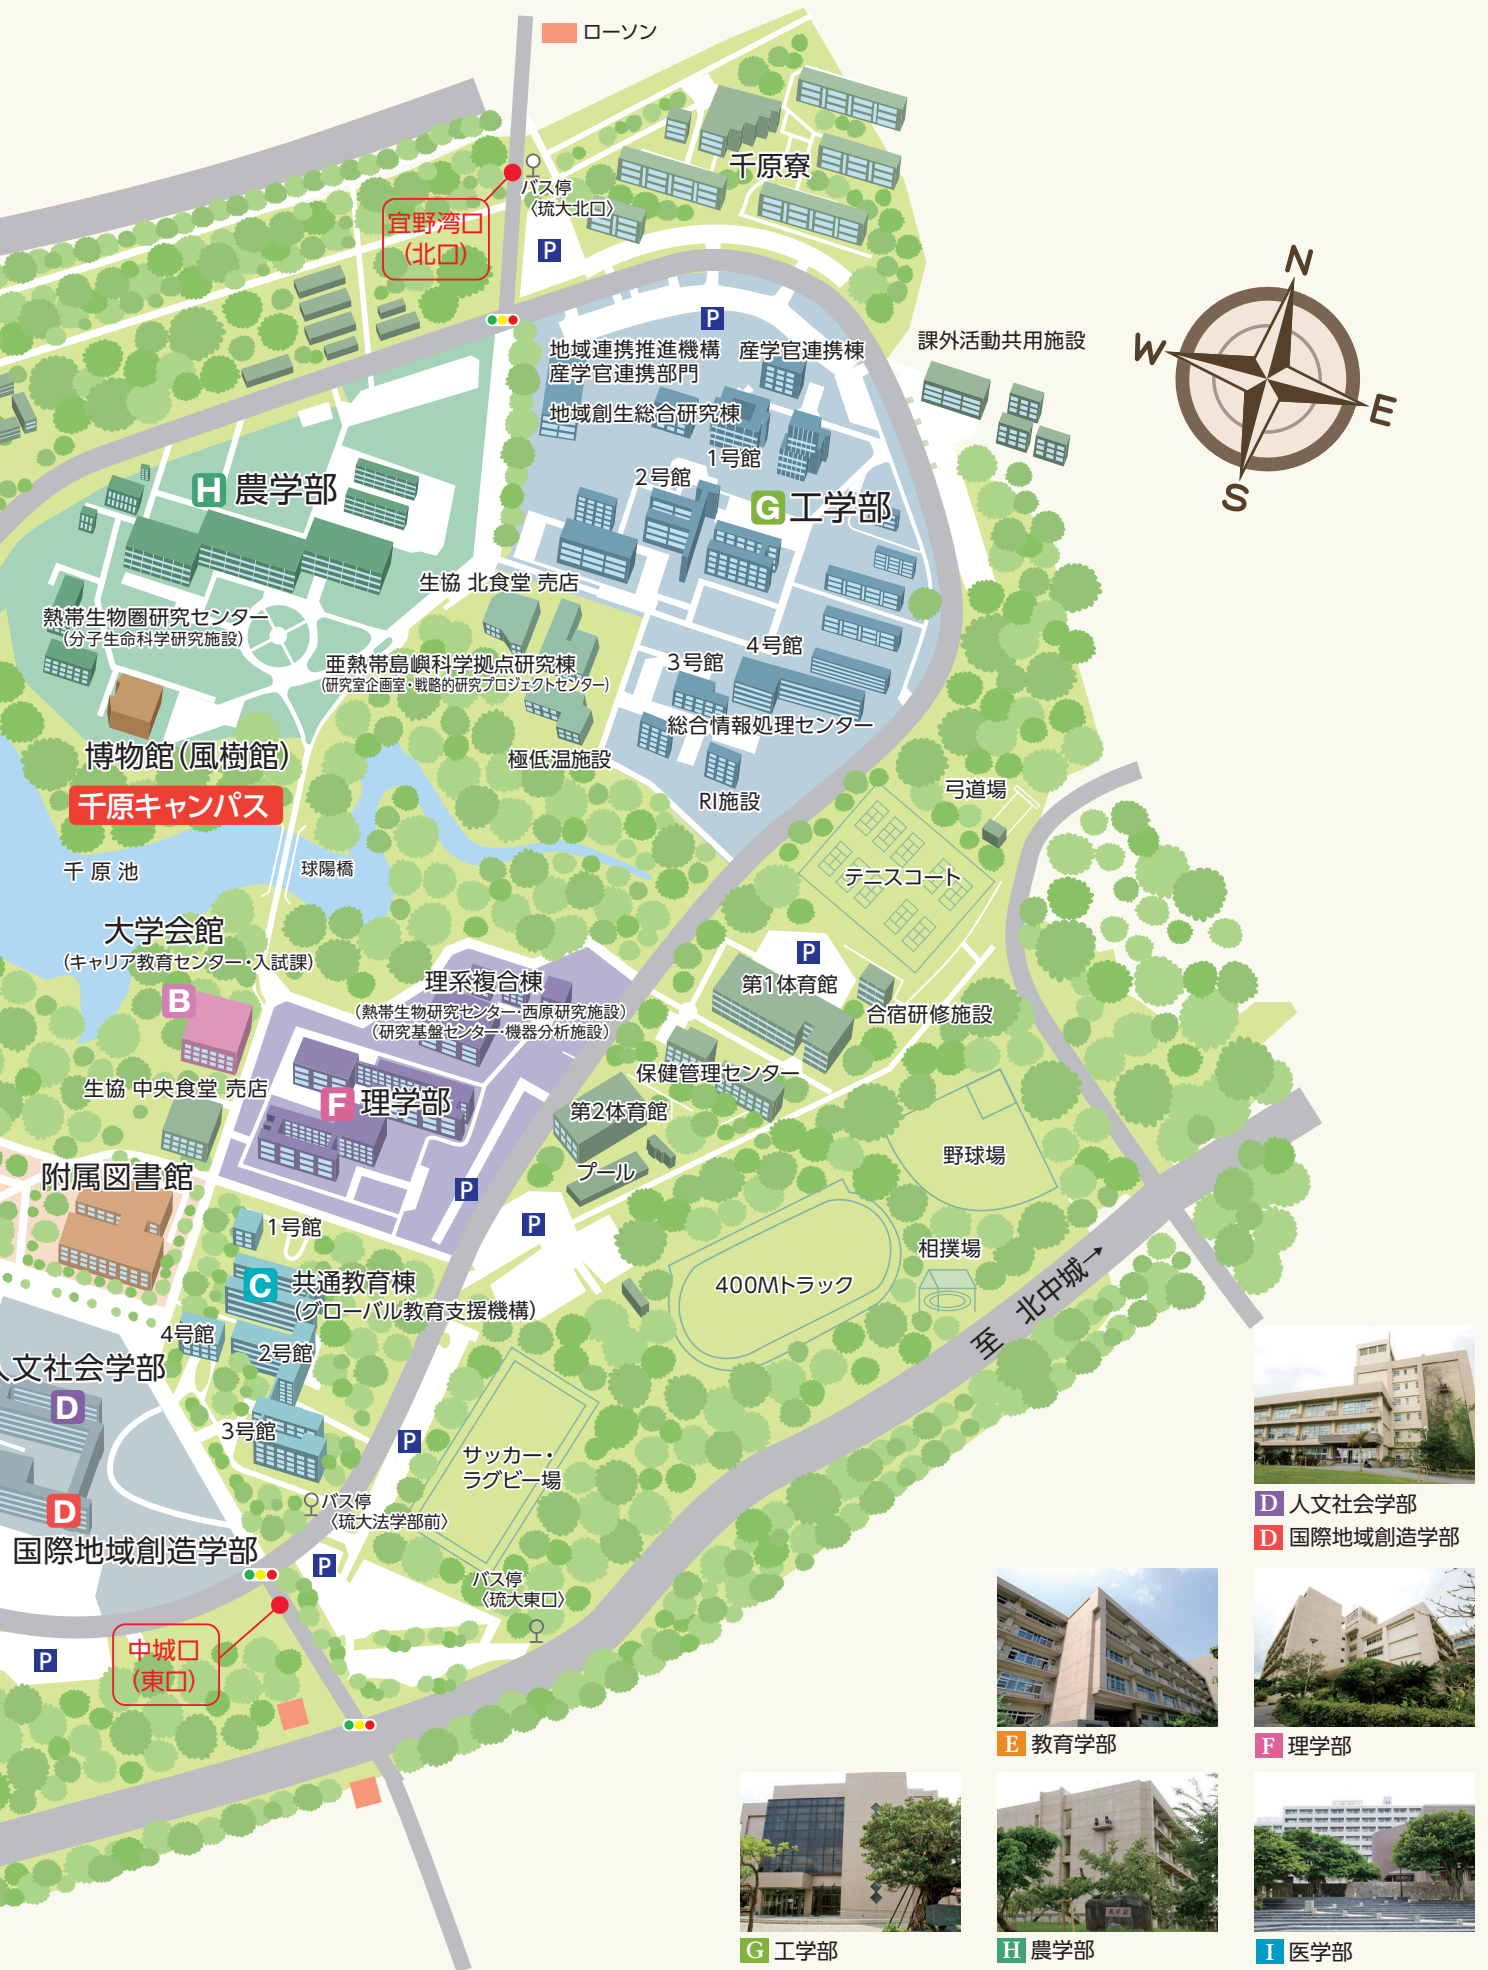 ローソン
千原寮
バス停
〈琉大北口〉
宜野湾口
(北口)
P
N
W
E
S
P
課外活動共用施設
地域連携推進機構
産学官連携部門
産学官連携棟
地域創生総合研究棟
1号館
2号館
H 農学部
G 工学部
生協 北食堂 売店
熱帯生物圏研究センター
(分子生命科学研究施設)
亜熱帯島嶼科学拠点研究棟
(研究室企画室・戦略的研究プロジェクトセンター)
4号館
3号館
総合情報処理センター
博物館(風樹館)
極低温施設
千原キャンパス
RI施設
弓道場
千原池
球陽橋
テニスコート
大学会館
(キャリア教育センター・入試課)
P
B
理系複合棟
(熱帯生物研究センター・西原研究施設)
(研究基盤センター・機器分析施設)
第1体育館
合宿研修施設
生協 中央食堂 売店
保健管理センター
F 理学部
第2体育館
野球場
附属図書館
プール
P
P
1号館
相撲場
C 共通教育棟
(グローバル教育支援機構)
400Mトラック
至 北中城→
4号館
2号館
人文社会学部
D
3号館
P
サッカー・
ラグビー場
D
国際地域創造学部
バス停
〈琉大法学部前〉
P
バス停
〈琉大東口〉
中城口
(東口)
P
D 人文社会学部
D 国際地域創造学部
E 教育学部
F 理学部
G 工学部
H 農学部
I 医学部